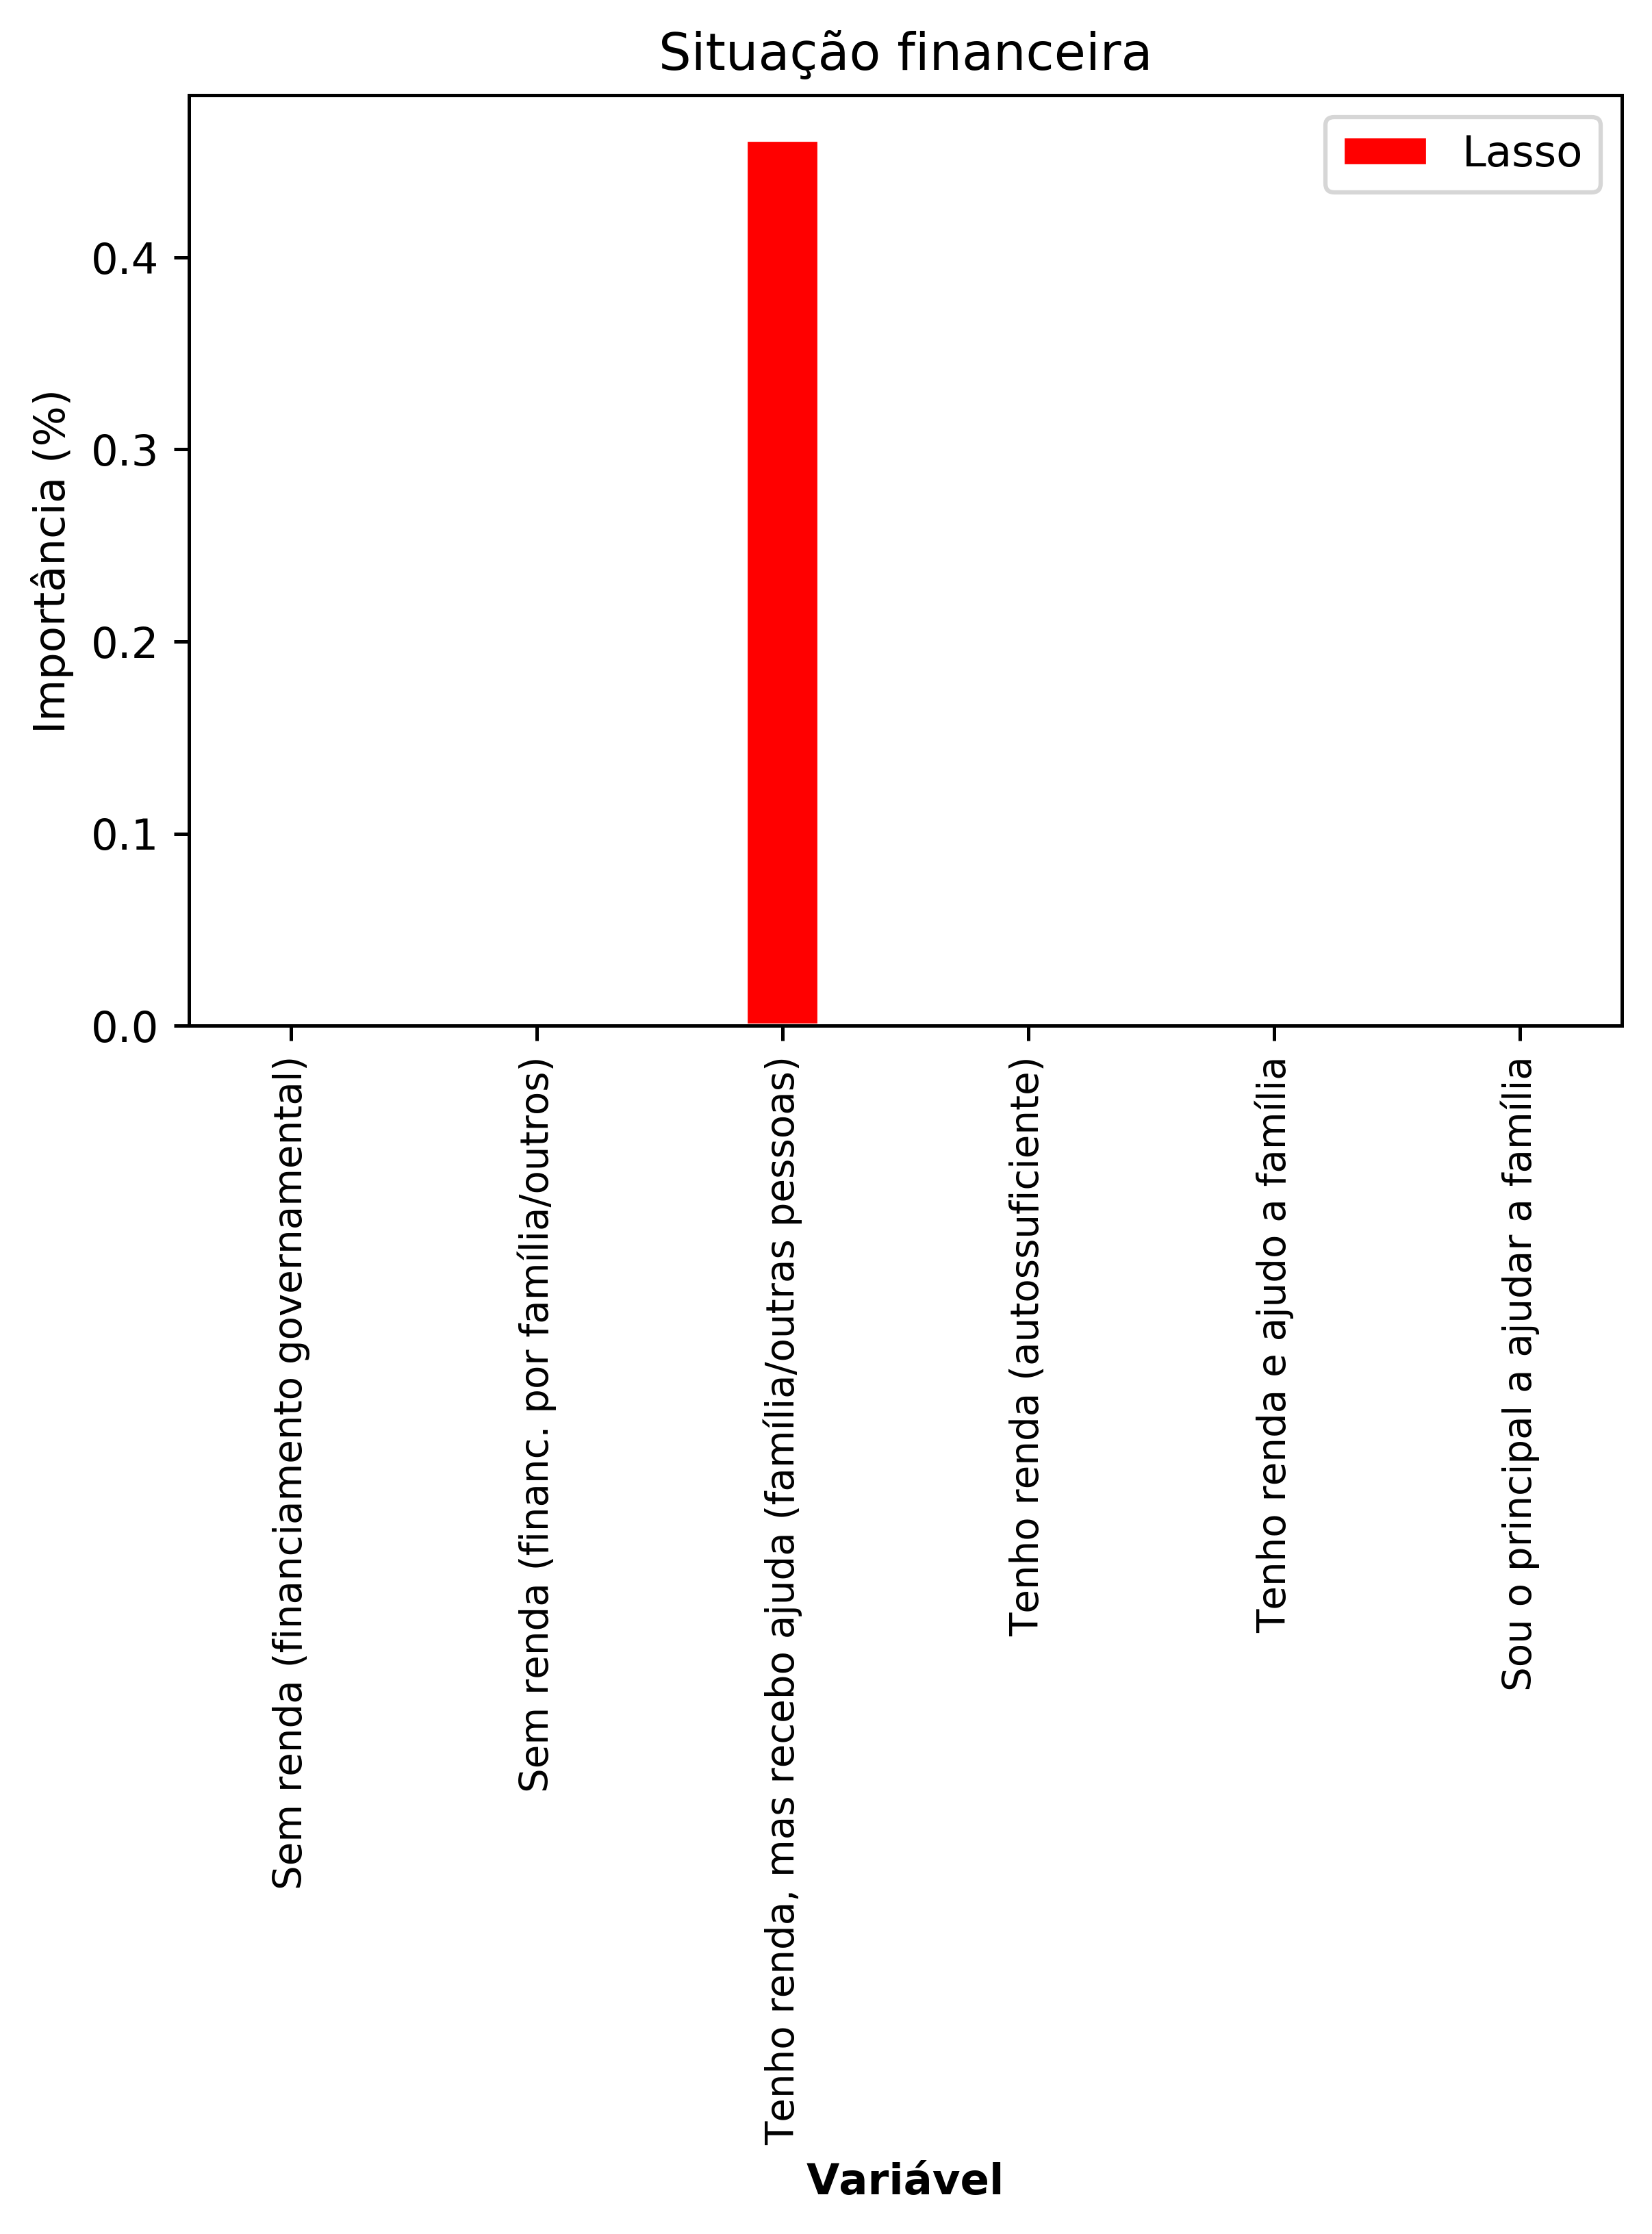 Situação financeira
Lasso
Importância (%)
0.4
0.3
0.2
0.1
0.0
Sem renda (financiamento governamental)
Sem renda (financ. por família/outros)
Tenho renda, mas recebo ajuda (família/outras pessoas)
Tenho renda (autossuficiente)
Tenho renda e ajudo a família
Sou o principal a ajudar a família
Variável